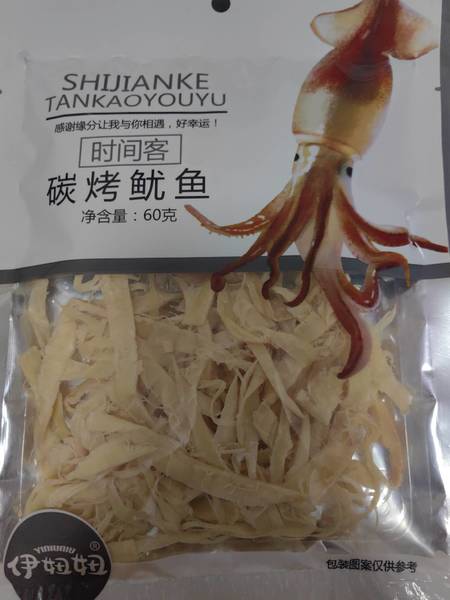 SHIJIANKE
TANKAOYOUYU
感谢缘分让我与你相遇，好幸运！
时间客
碳烤鱿鱼
净含量：60克
YINIUNIU
伊妞妞®
包装图案仅供参考